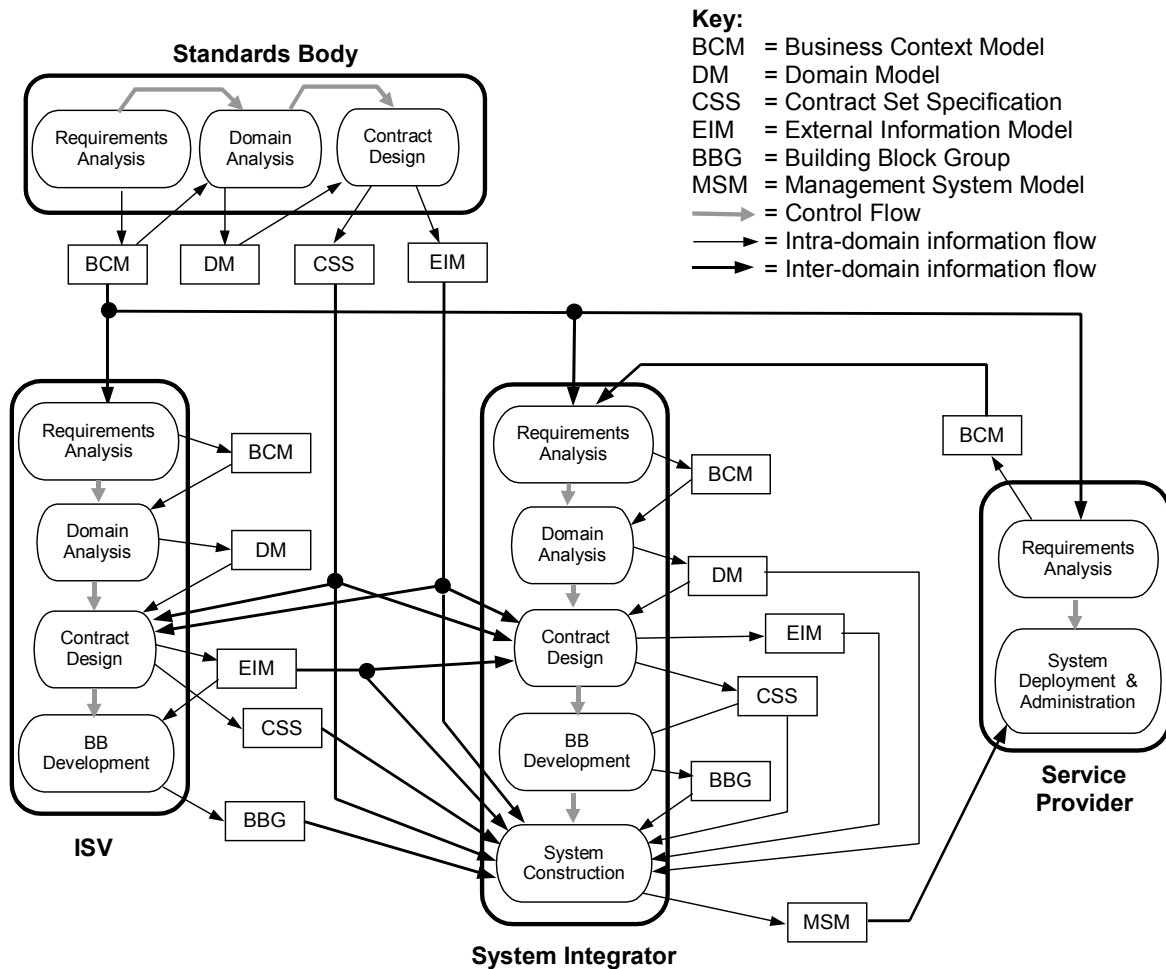 Key:
BCM = Business Context Model
DM = Domain Model
CSS = Contract Set Specification
EIM = External Information Model
BBG = Building Block Group
MSM = Management System Model
= Control Flow
= Intra-domain information flow
= Inter-domain information flow
Standards Body
Requirements
Analysis
Domain
Analysis
Contract
Design
BCM
DM
CSS
EIM
Requirements
Analysis
BCM
Domain
Analysis
DM
Contract
Design
EIM
CSS
BB
Development
BBG
ISV
Requirements
Analysis
BCM
Domain
Analysis
DM
Contract
Design
EIM
CSS
BB
Development
BBG
System
Construction
MSM
System Integrator
BCM
Requirements
Analysis
System
Deployment &
Administration
Service
Provider